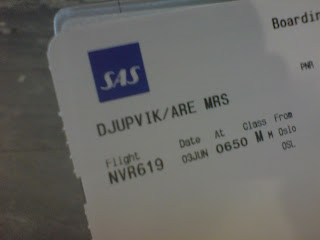 Boardin
SAS
PNR
DJUPVIK/ARE MRS
Flight Date At Class From
NVR619 03JUN 0650 M M Oslo
OSL